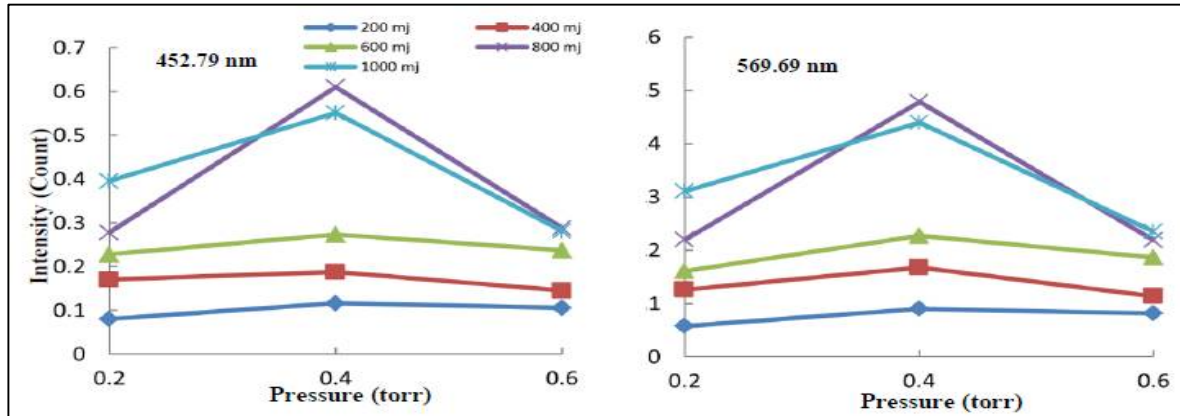 200 mj
400 mj
600 mj
800 mj
1000 mj
452.79 nm
0.7
0.6
0.5
0.4
0.3
0.2
0.1
0
Intensity (Count)
0.2
0.4
0.6
Pressure (torr)
569.69 nm
.6
.5
.4
.3
.2
.1
0
0.2
0.4
0.6
Pressure (torr)